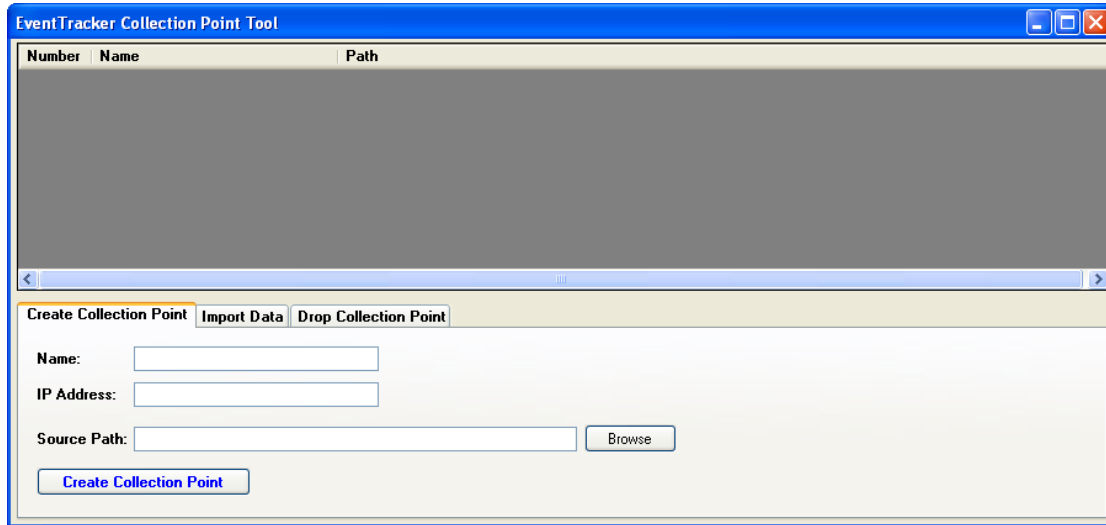 EventTracker Collection Point Tool
Number Name Path
Create Collection Point Import Data Drop Collection Point
Name:
IP Address:
Source Path: Browse
Create Collection Point